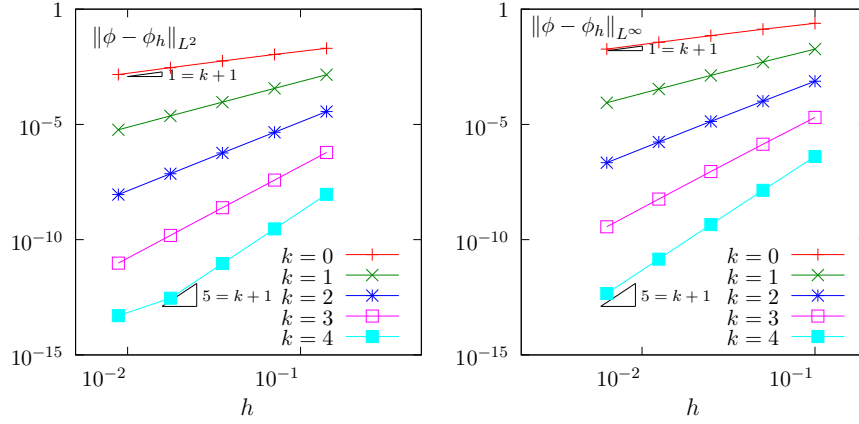 ‖ϕ − ϕₕ‖_{L²}
1
10⁻⁵
10⁻¹⁰
10⁻¹⁵
1 = k + 1
5 = k + 1
k = 0
k = 1
k = 2
k = 3
k = 4
10⁻²
10⁻¹
h
‖ϕ − ϕₕ‖_{L^∞}
1
10⁻⁵
10⁻¹⁰
10⁻¹⁵
1 = k + 1
5 = k + 1
k = 0
k = 1
k = 2
k = 3
k = 4
10⁻²
10⁻¹
h